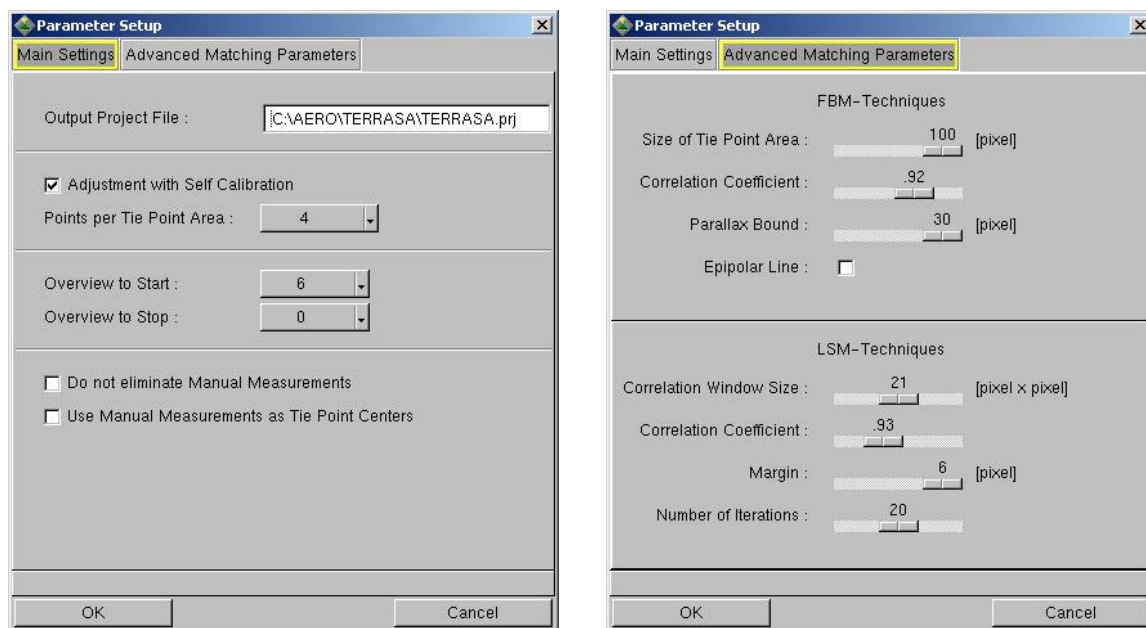 Parameter Setup
Main Settings Advanced Matching Parameters
Output Project File : C:\AERO\TERRASA\TERRASA.prj
Adjustment with Self Calibration
Points per Tie Point Area : 4
Overview to Start : 6
Overview to Stop : 0
Do not eliminate Manual Measurements
Use Manual Measurements as Tie Point Centers
OK Cancel
Parameter Setup
Main Settings Advanced Matching Parameters
FBM-Techniques
Size of Tie Point Area : 100 [pixel]
Correlation Coefficient : .92
Parallax Bound : 30 [pixel]
Epipolar Line :
LSM-Techniques
Correlation Window Size : 21 [pixel x pixel]
Correlation Coefficient : .93
Margin : 6 [pixel]
Number of Iterations : 20
OK Cancel